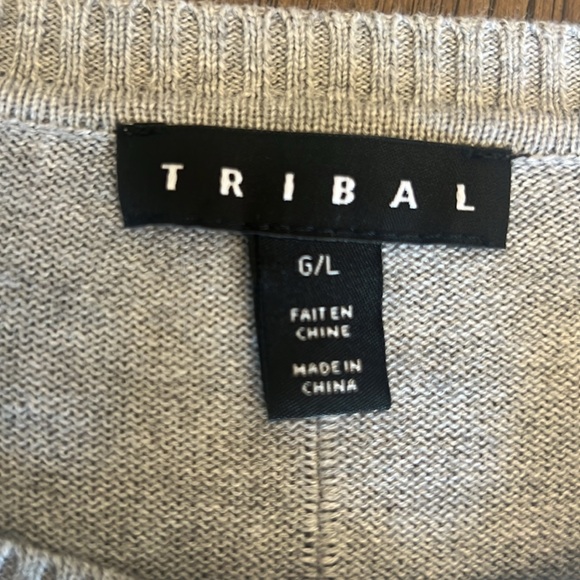 TRIBAL
G/L
FAIT EN
CHINE
MADE IN
CHINA